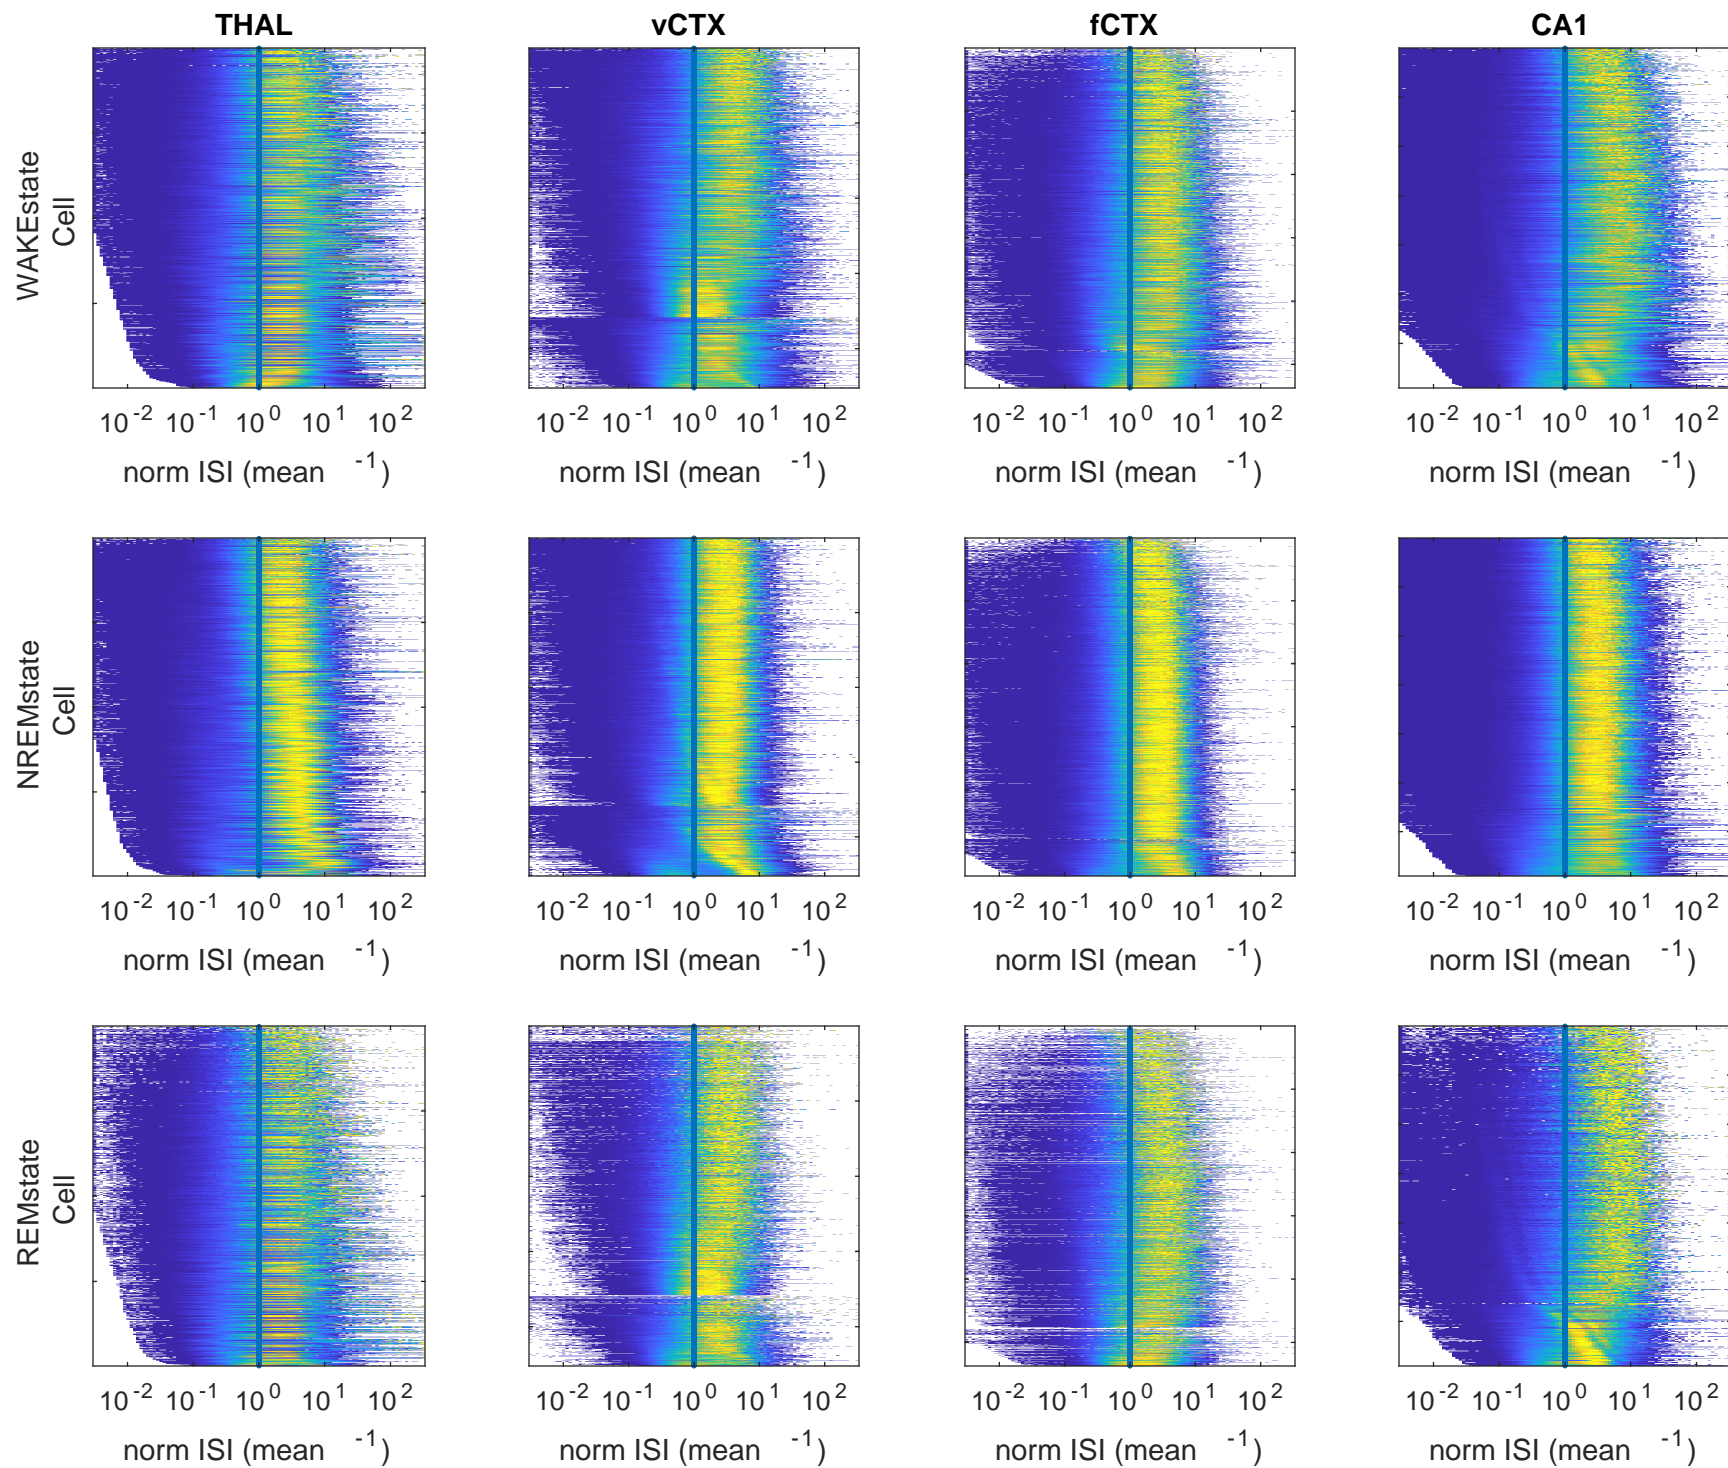 THAL vCTX fCTX CA1
WAKEstate
Cell
10^-2 10^-1 10^0 10^1 10^2 10^-2 10^-1 10^0 10^1 10^2 10^-2 10^-1 10^0 10^1 10^2 10^-2 10^-1 10^0 10^1 10^2
norm ISI (mean ^-1) norm ISI (mean ^-1) norm ISI (mean ^-1) norm ISI (mean ^-1)
NREMstate
Cell
10^-2 10^-1 10^0 10^1 10^2 10^-2 10^-1 10^0 10^1 10^2 10^-2 10^-1 10^0 10^1 10^2 10^-2 10^-1 10^0 10^1 10^2
norm ISI (mean ^-1) norm ISI (mean ^-1) norm ISI (mean ^-1) norm ISI (mean ^-1)
REMstate
Cell
10^-2 10^-1 10^0 10^1 10^2 10^-2 10^-1 10^0 10^1 10^2 10^-2 10^-1 10^0 10^1 10^2 10^-2 10^-1 10^0 10^1 10^2
norm ISI (mean ^-1) norm ISI (mean ^-1) norm ISI (mean ^-1) norm ISI (mean ^-1)